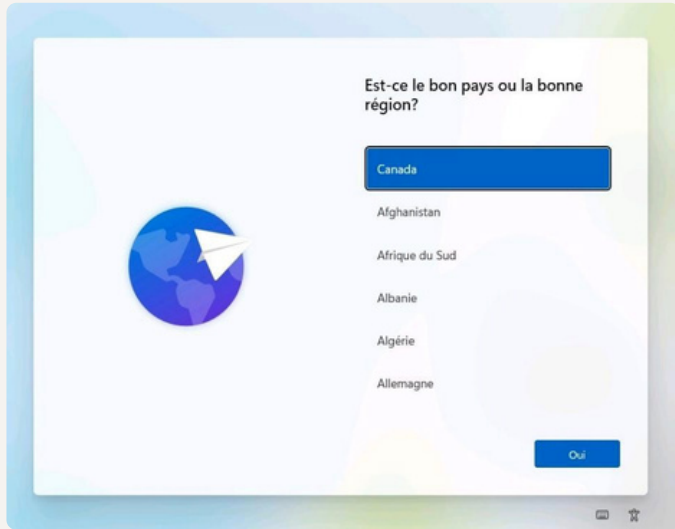 Est-ce le bon pays ou la bonne
région?
Canada
Afghanistan
Afrique du Sud
Albanie
Algérie
Allemagne
Oui